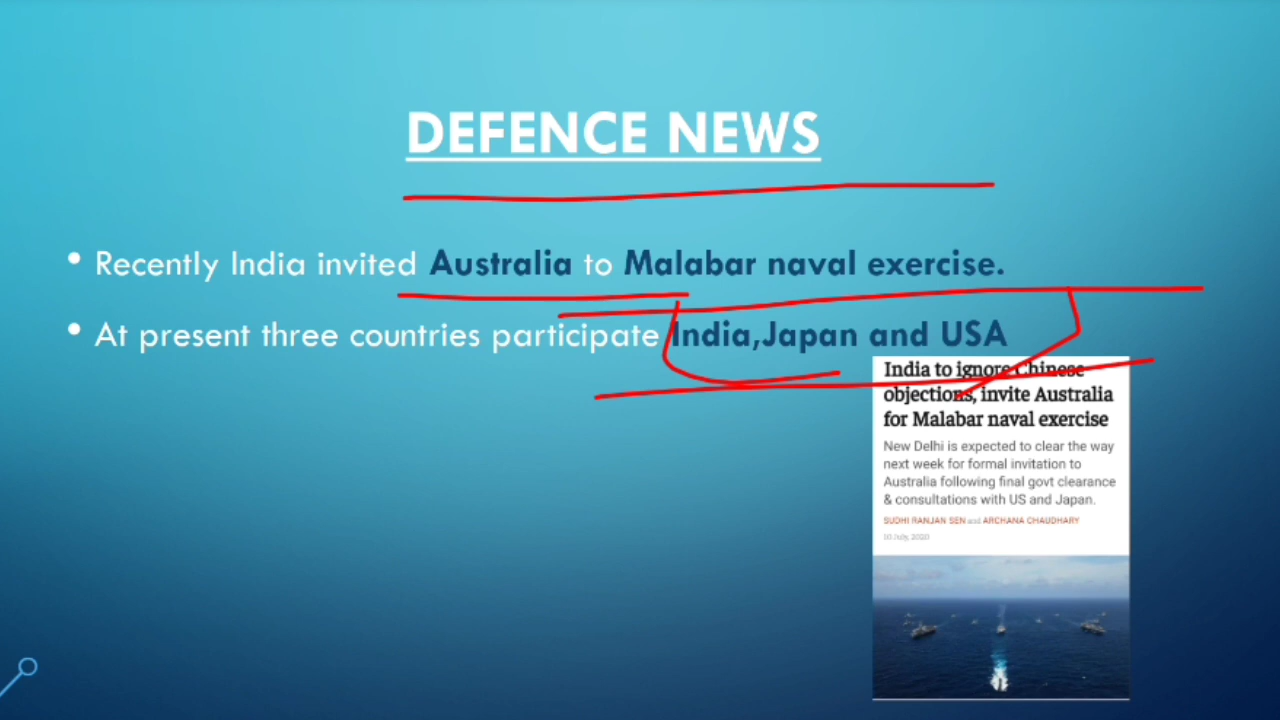 DEFENCE NEWS
• Recently India invited Australia to Malabar naval exercise.
• At present three countries participate India,Japan and USA
India to ignore Chinese
objections, invite Australia
for Malabar naval exercise
New Delhi is expected to clear the way
next week for formal invitation to
Australia following final govt clearance
& consultations with US and Japan.
SUDHI RANJAN SEN and ARCHANA CHAUDHARY
10 July, 2020